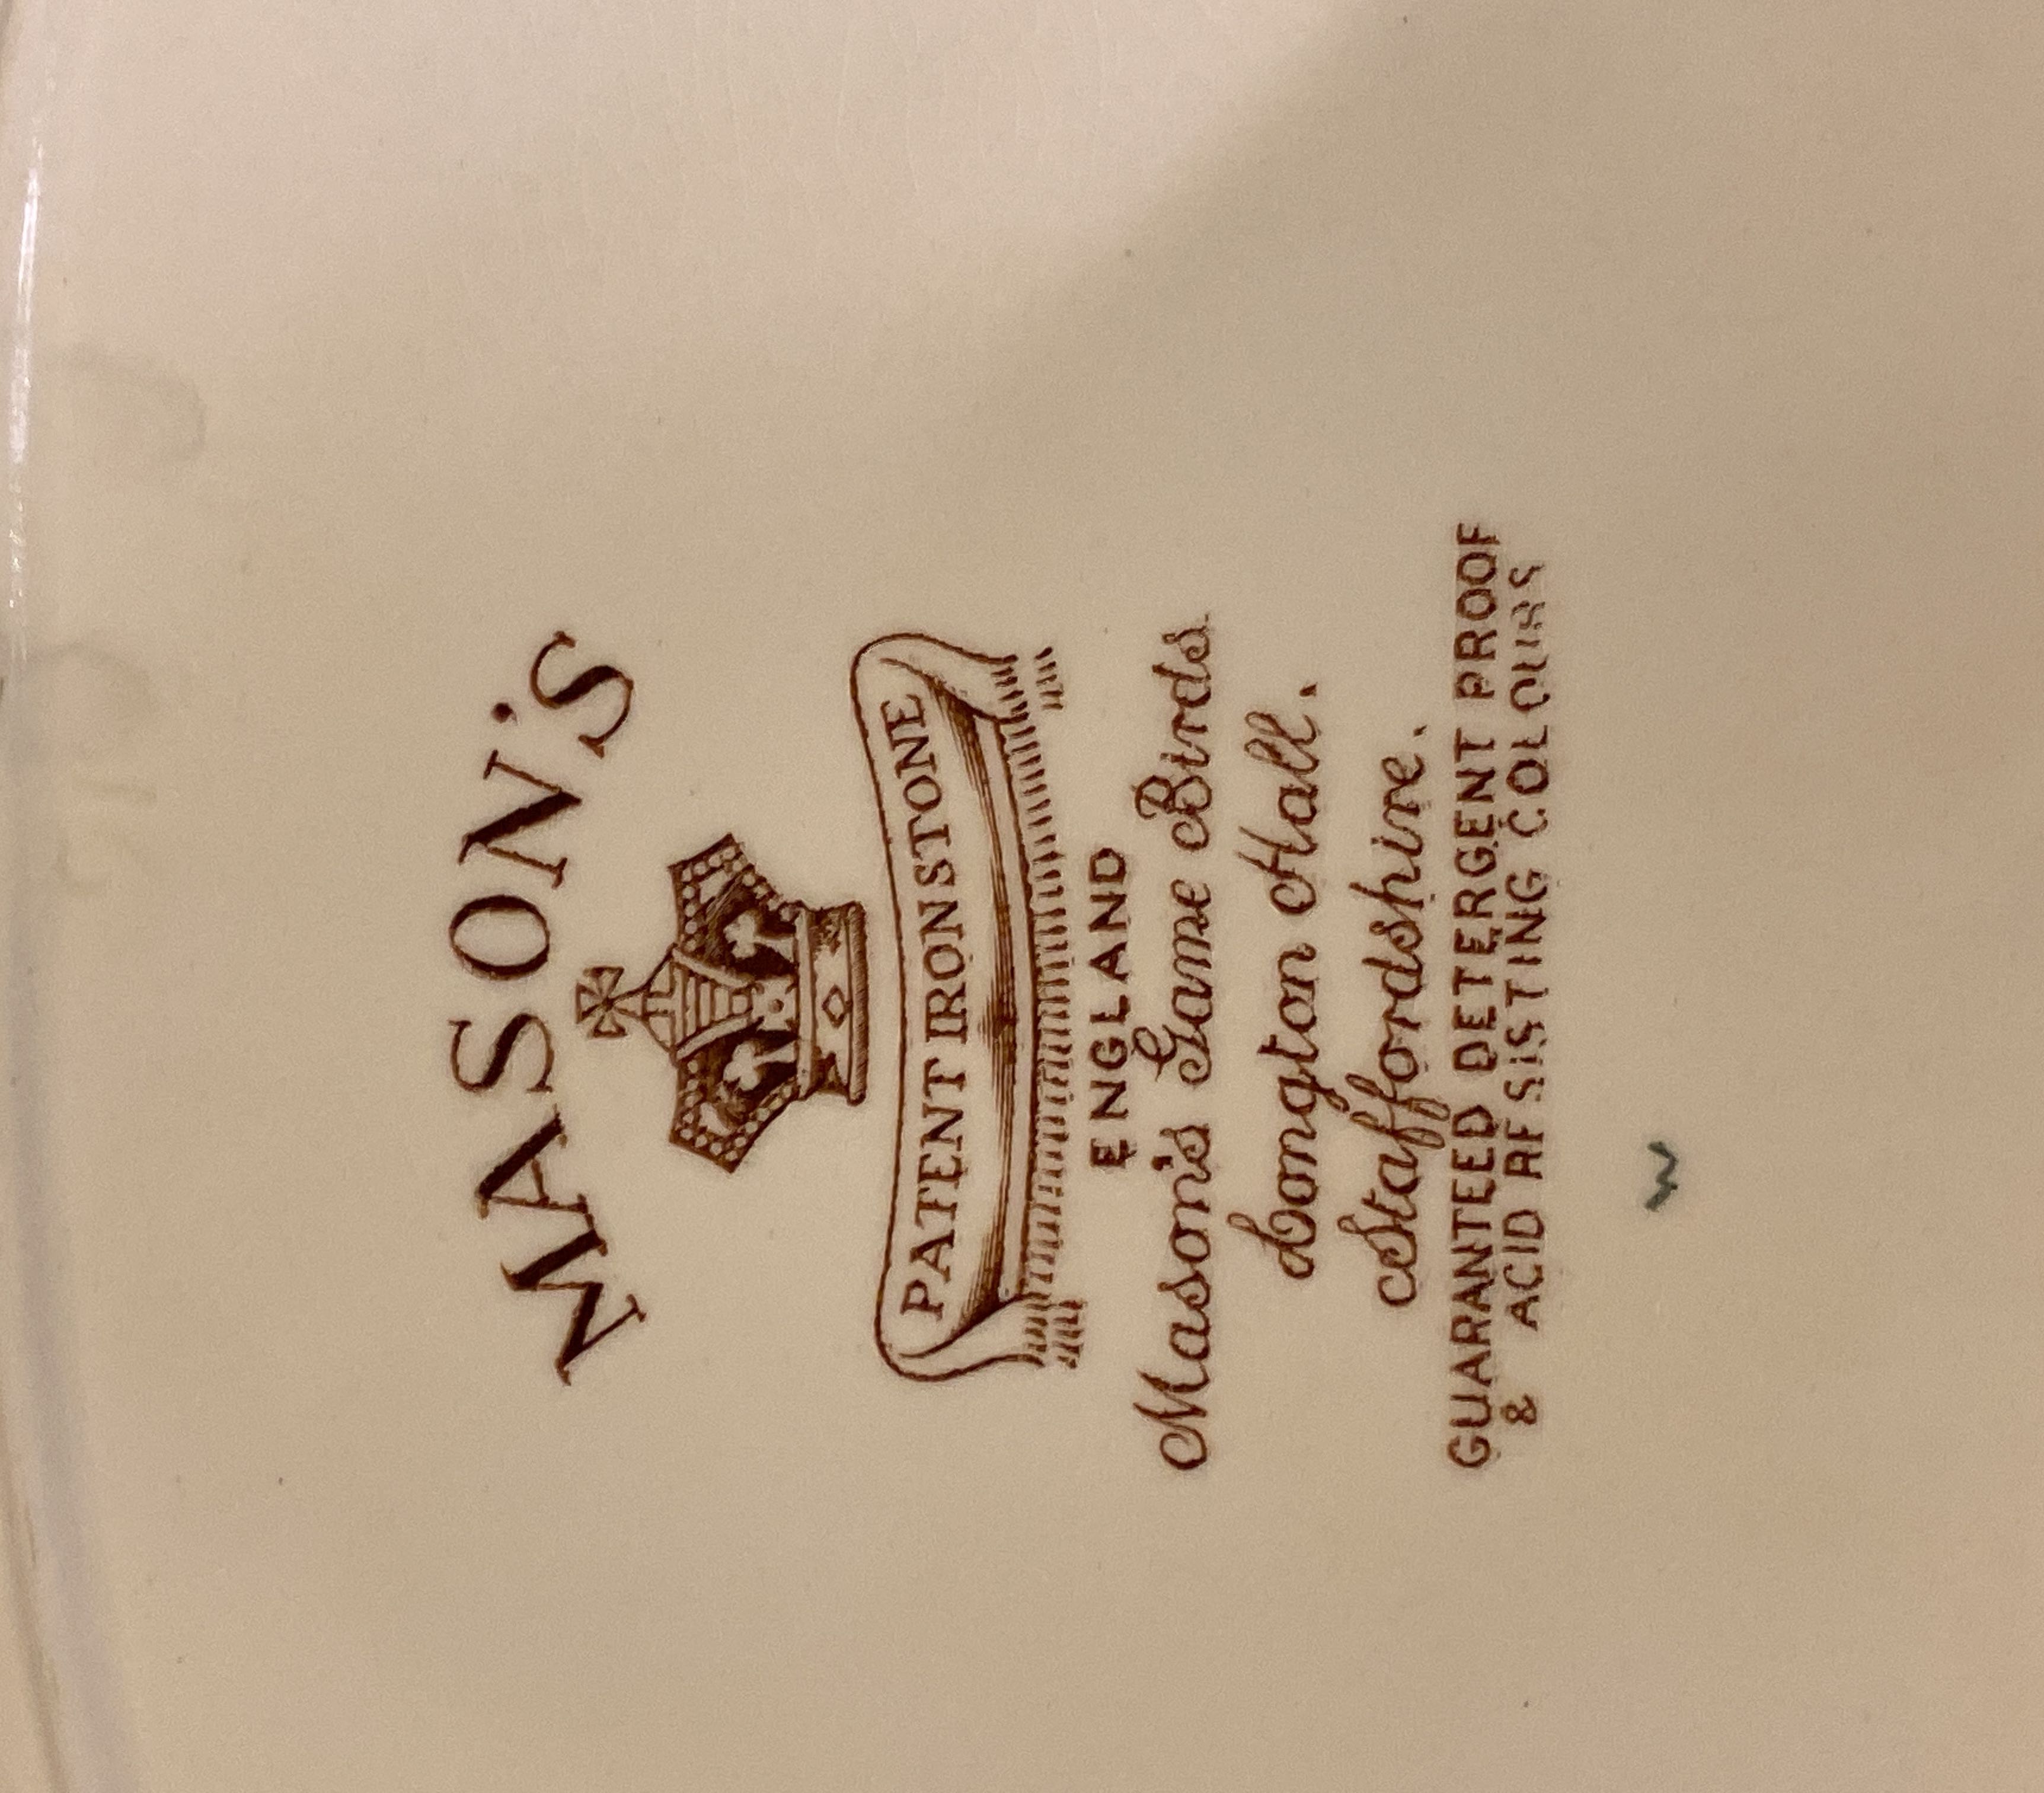 MASON'S
PATENT IRONSTONE
ENGLAND
Mason's Game Birds.
Longton Hall.
Staffordshire.
GUARANTEED DETERGENT PROOF
& ACID RESISTING COLOURS